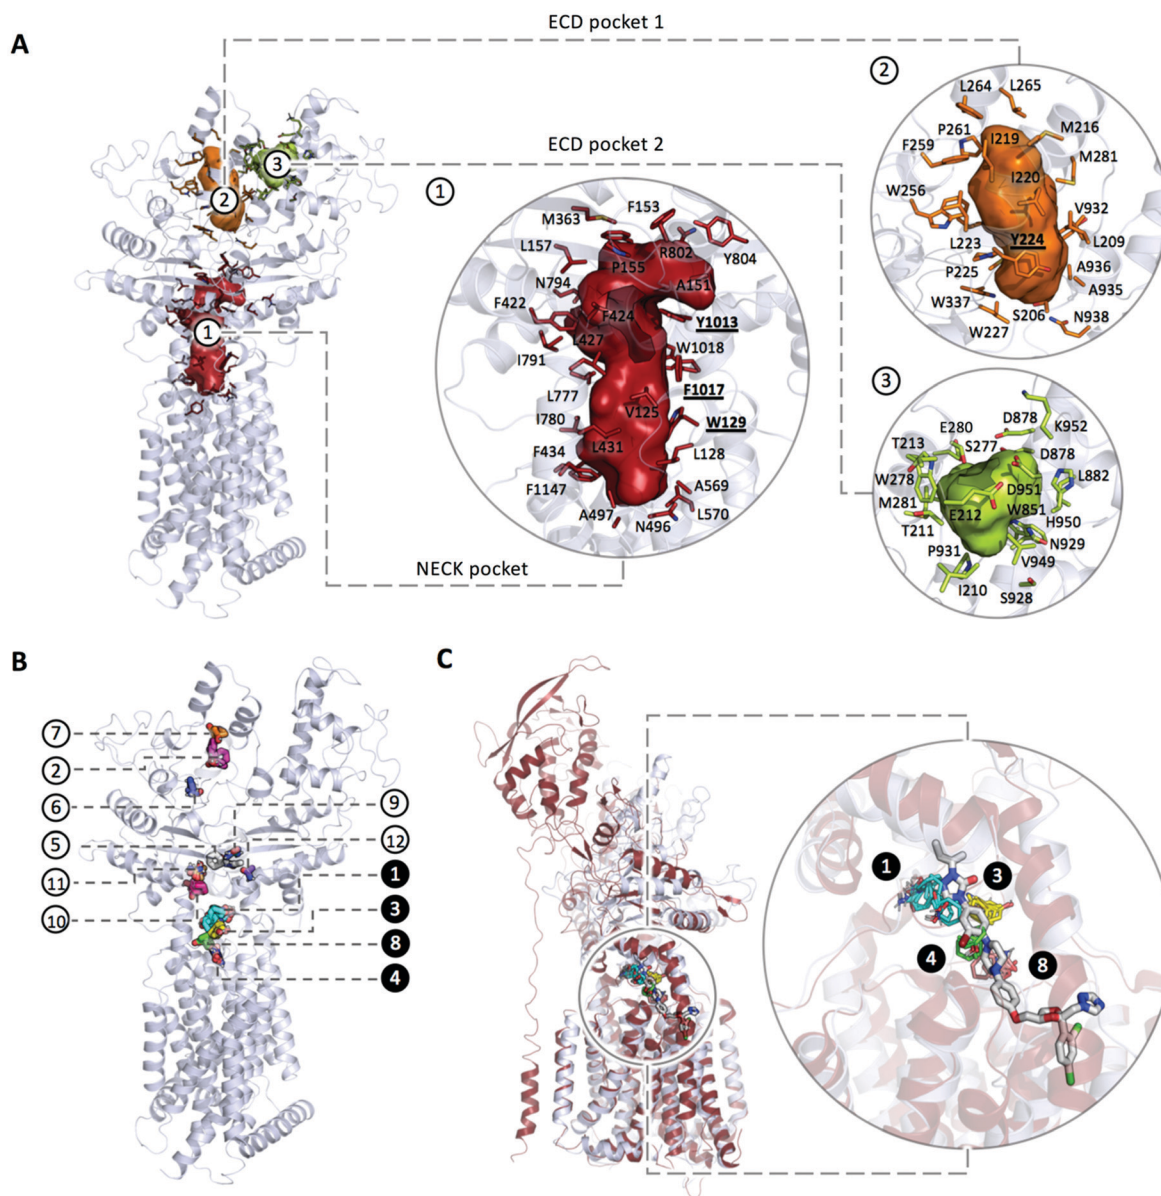 A
ECD pocket 1
ECD pocket 2
NECK pocket
1
2
3
1
M363
F153
L157
P155
R802
Y804
N794
A151
F422
F424
Y1013
L427
W1018
I791
L777
F1017
V125
I780
W129
L431
F434
L128
F1147
A569
A497
N496
L570
2
L264
L265
P261
I219
M216
F259
M281
I220
W256
V932
L223
Y224
L209
P225
A936
A935
W337
S206
N938
W227
3
D878
K952
E280
T213
S277
D878
W278
D951
L882
M281
E212
W851
H950
T211
N929
P931
V949
I210
S928
B
7
2
6
9
5
12
11
1
10
3
8
4
C
1
3
4
8